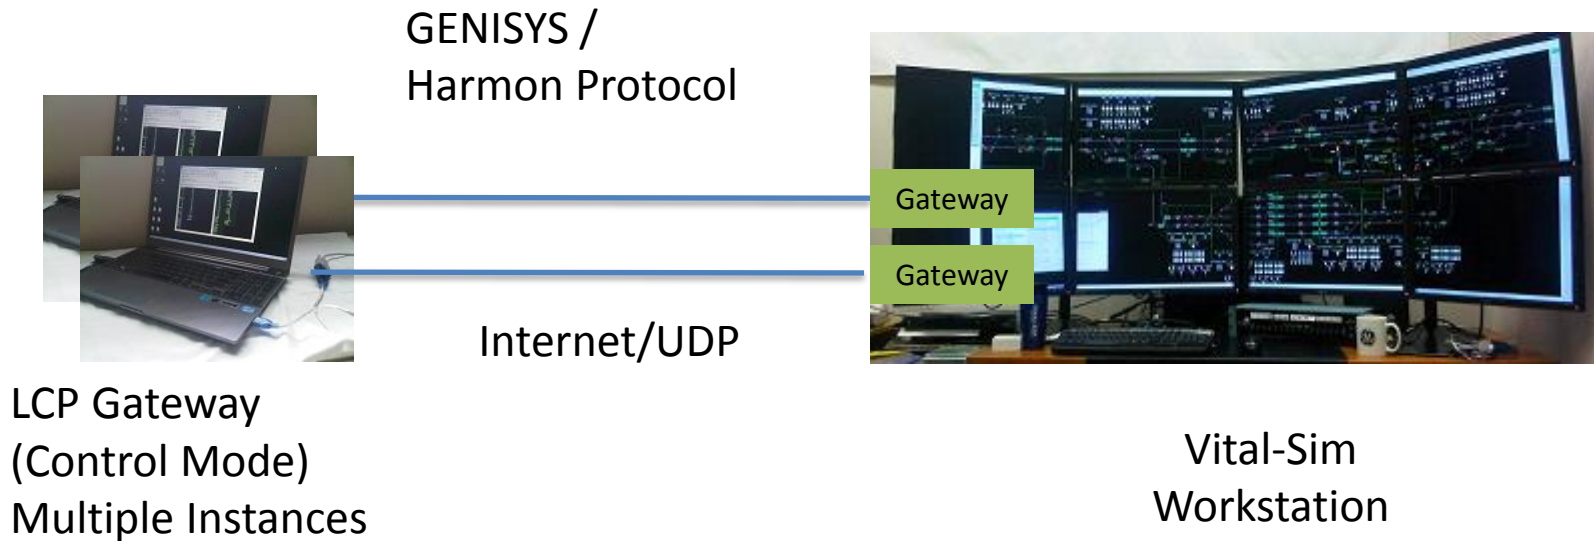 GENISYS /
Harmon Protocol
Gateway
Gateway
Internet/UDP
LCP Gateway
(Control Mode)
Multiple Instances
Vital-Sim
Workstation